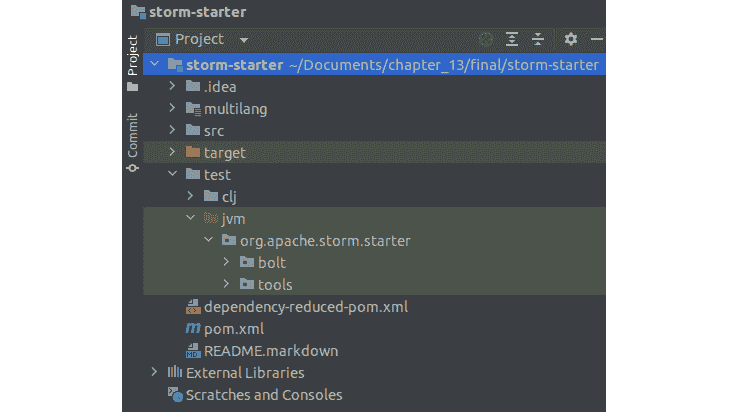 storm-starter
Project
Project
Commit
storm-starter ~/Documents/chapter_13/final/storm-starter
.idea
multilang
src
target
test
clj
jvm
org.apache.storm.starter
bolt
tools
dependency-reduced-pom.xml
pom.xml
README.markdown
External Libraries
Scratches and Consoles